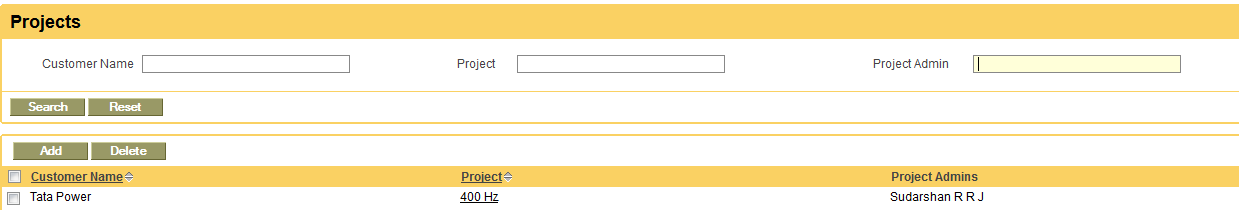 Projects
Customer Name Project Project Admin
Search Reset
Add Delete
Customer Name Project Project Admins
Tata Power 400 Hz Sudarshan R R J